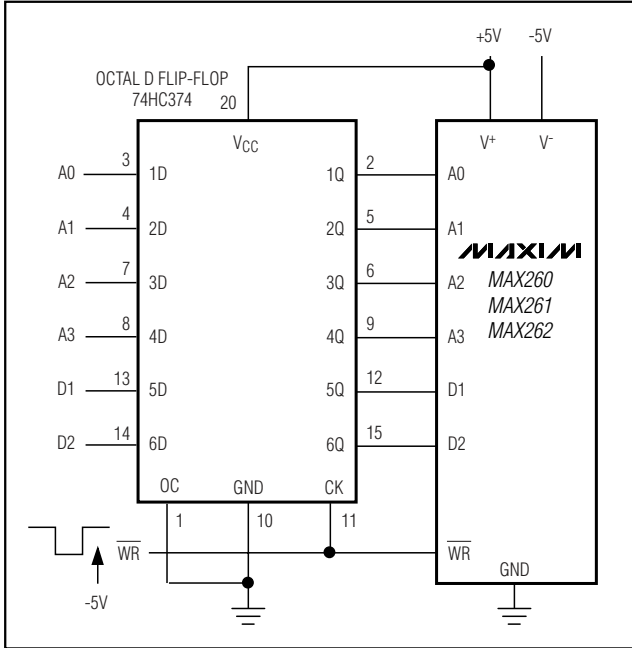 +5V -5V
OCTAL D FLIP-FLOP
74HC374 20
VCC V+ V-
A0 3 1D 1Q 2 A0
A1 4 2D 2Q 5 A1
MAXIM
A2 7 3D 3Q 6 A2 MAX260
MAX261
A3 8 4D 4Q 9 A3 MAX262
D1 13 5D 5Q 12 D1
D2 14 6D 6Q 15 D2
OC GND CK
1 10 11
WR WR
GND
-5V